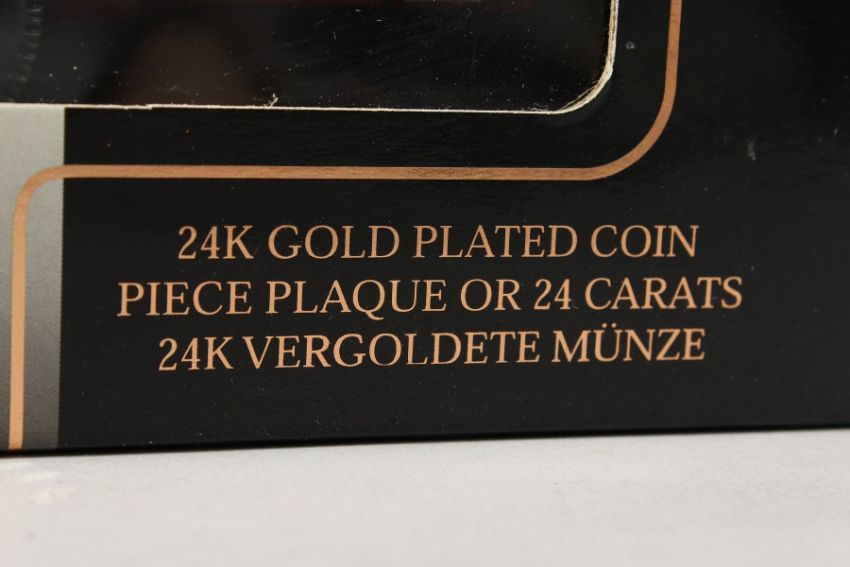 24K GOLD PLATED COIN
PIECE PLAQUE OR 24 CARATS
24K VERGOLDETE MÜNZE